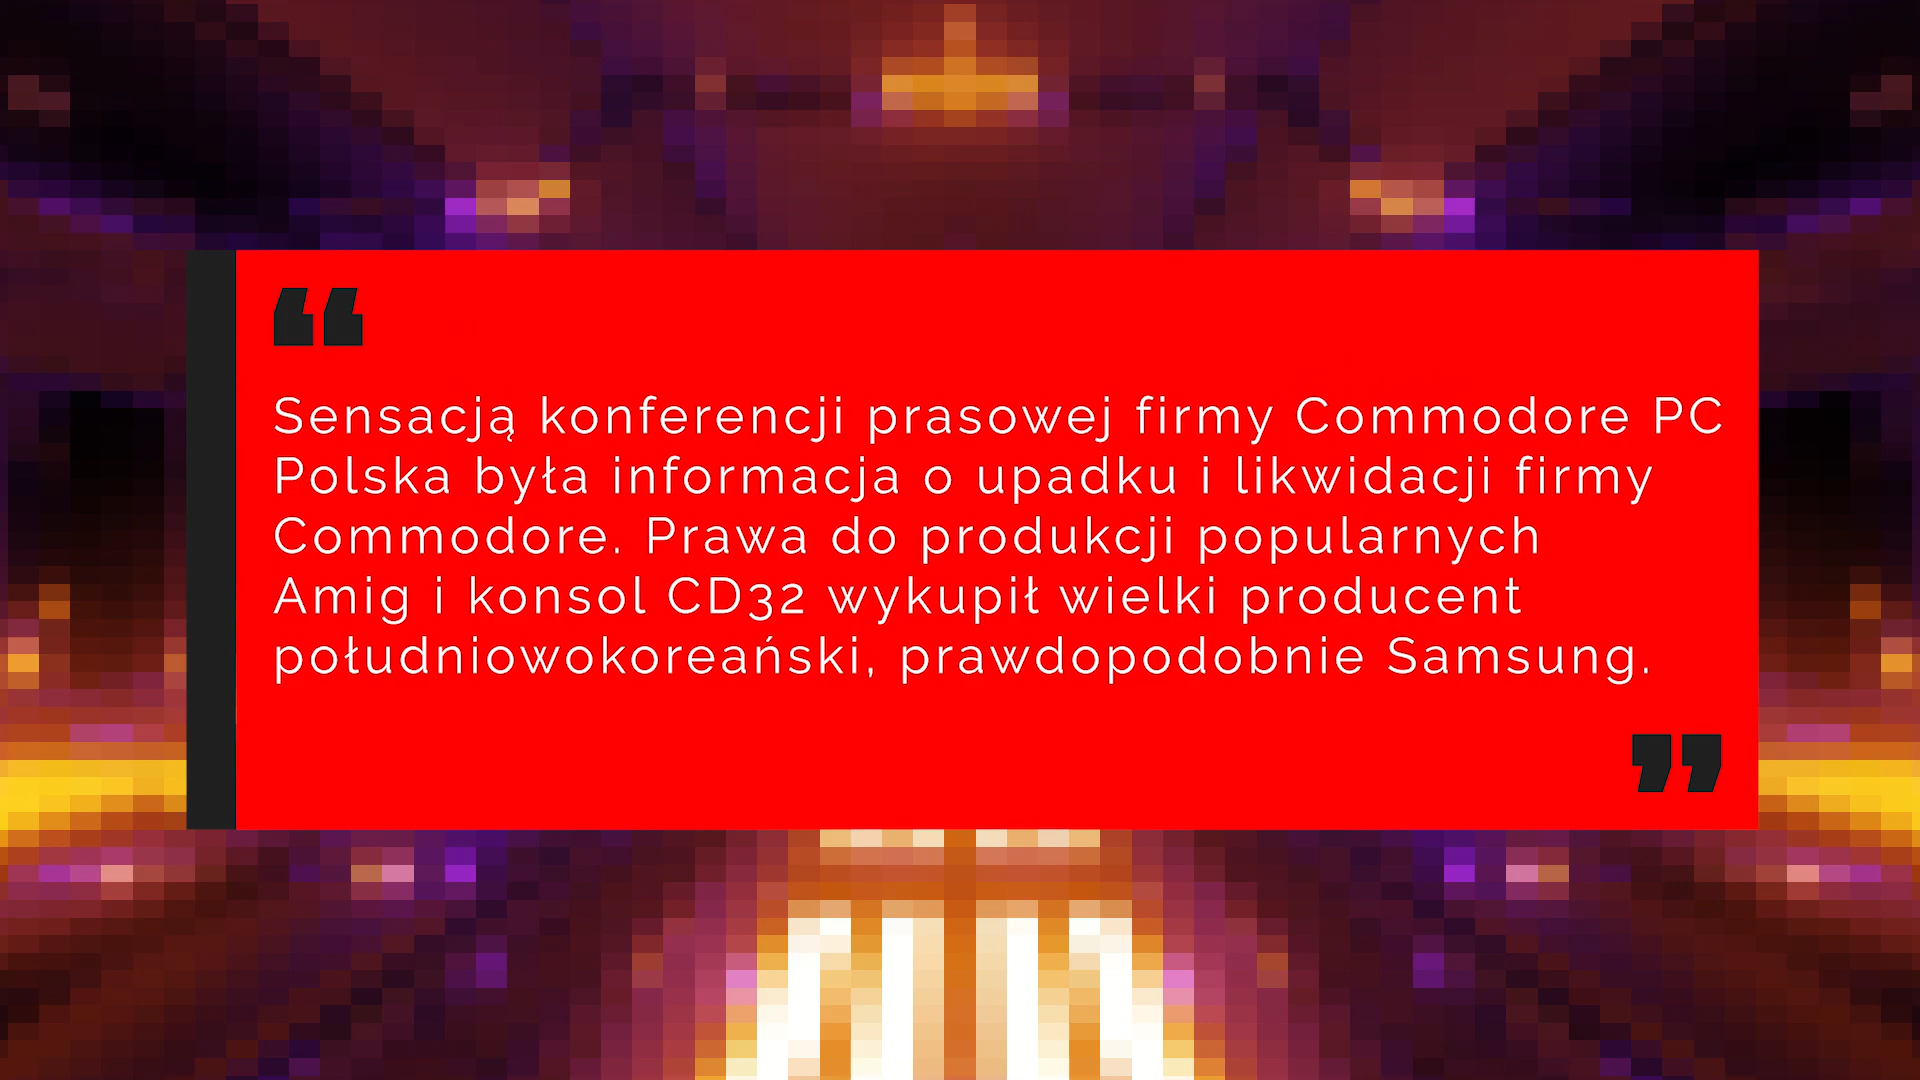 “
Sensacją konferencji prasowej firmy Commodore PC
Polska była informacja o upadku i likwidacji firmy
Commodore. Prawa do produkcji popularnych
Amig i konsol CD32 wykupił wielki producent
południowokoreański, prawdopodobnie Samsung.
”